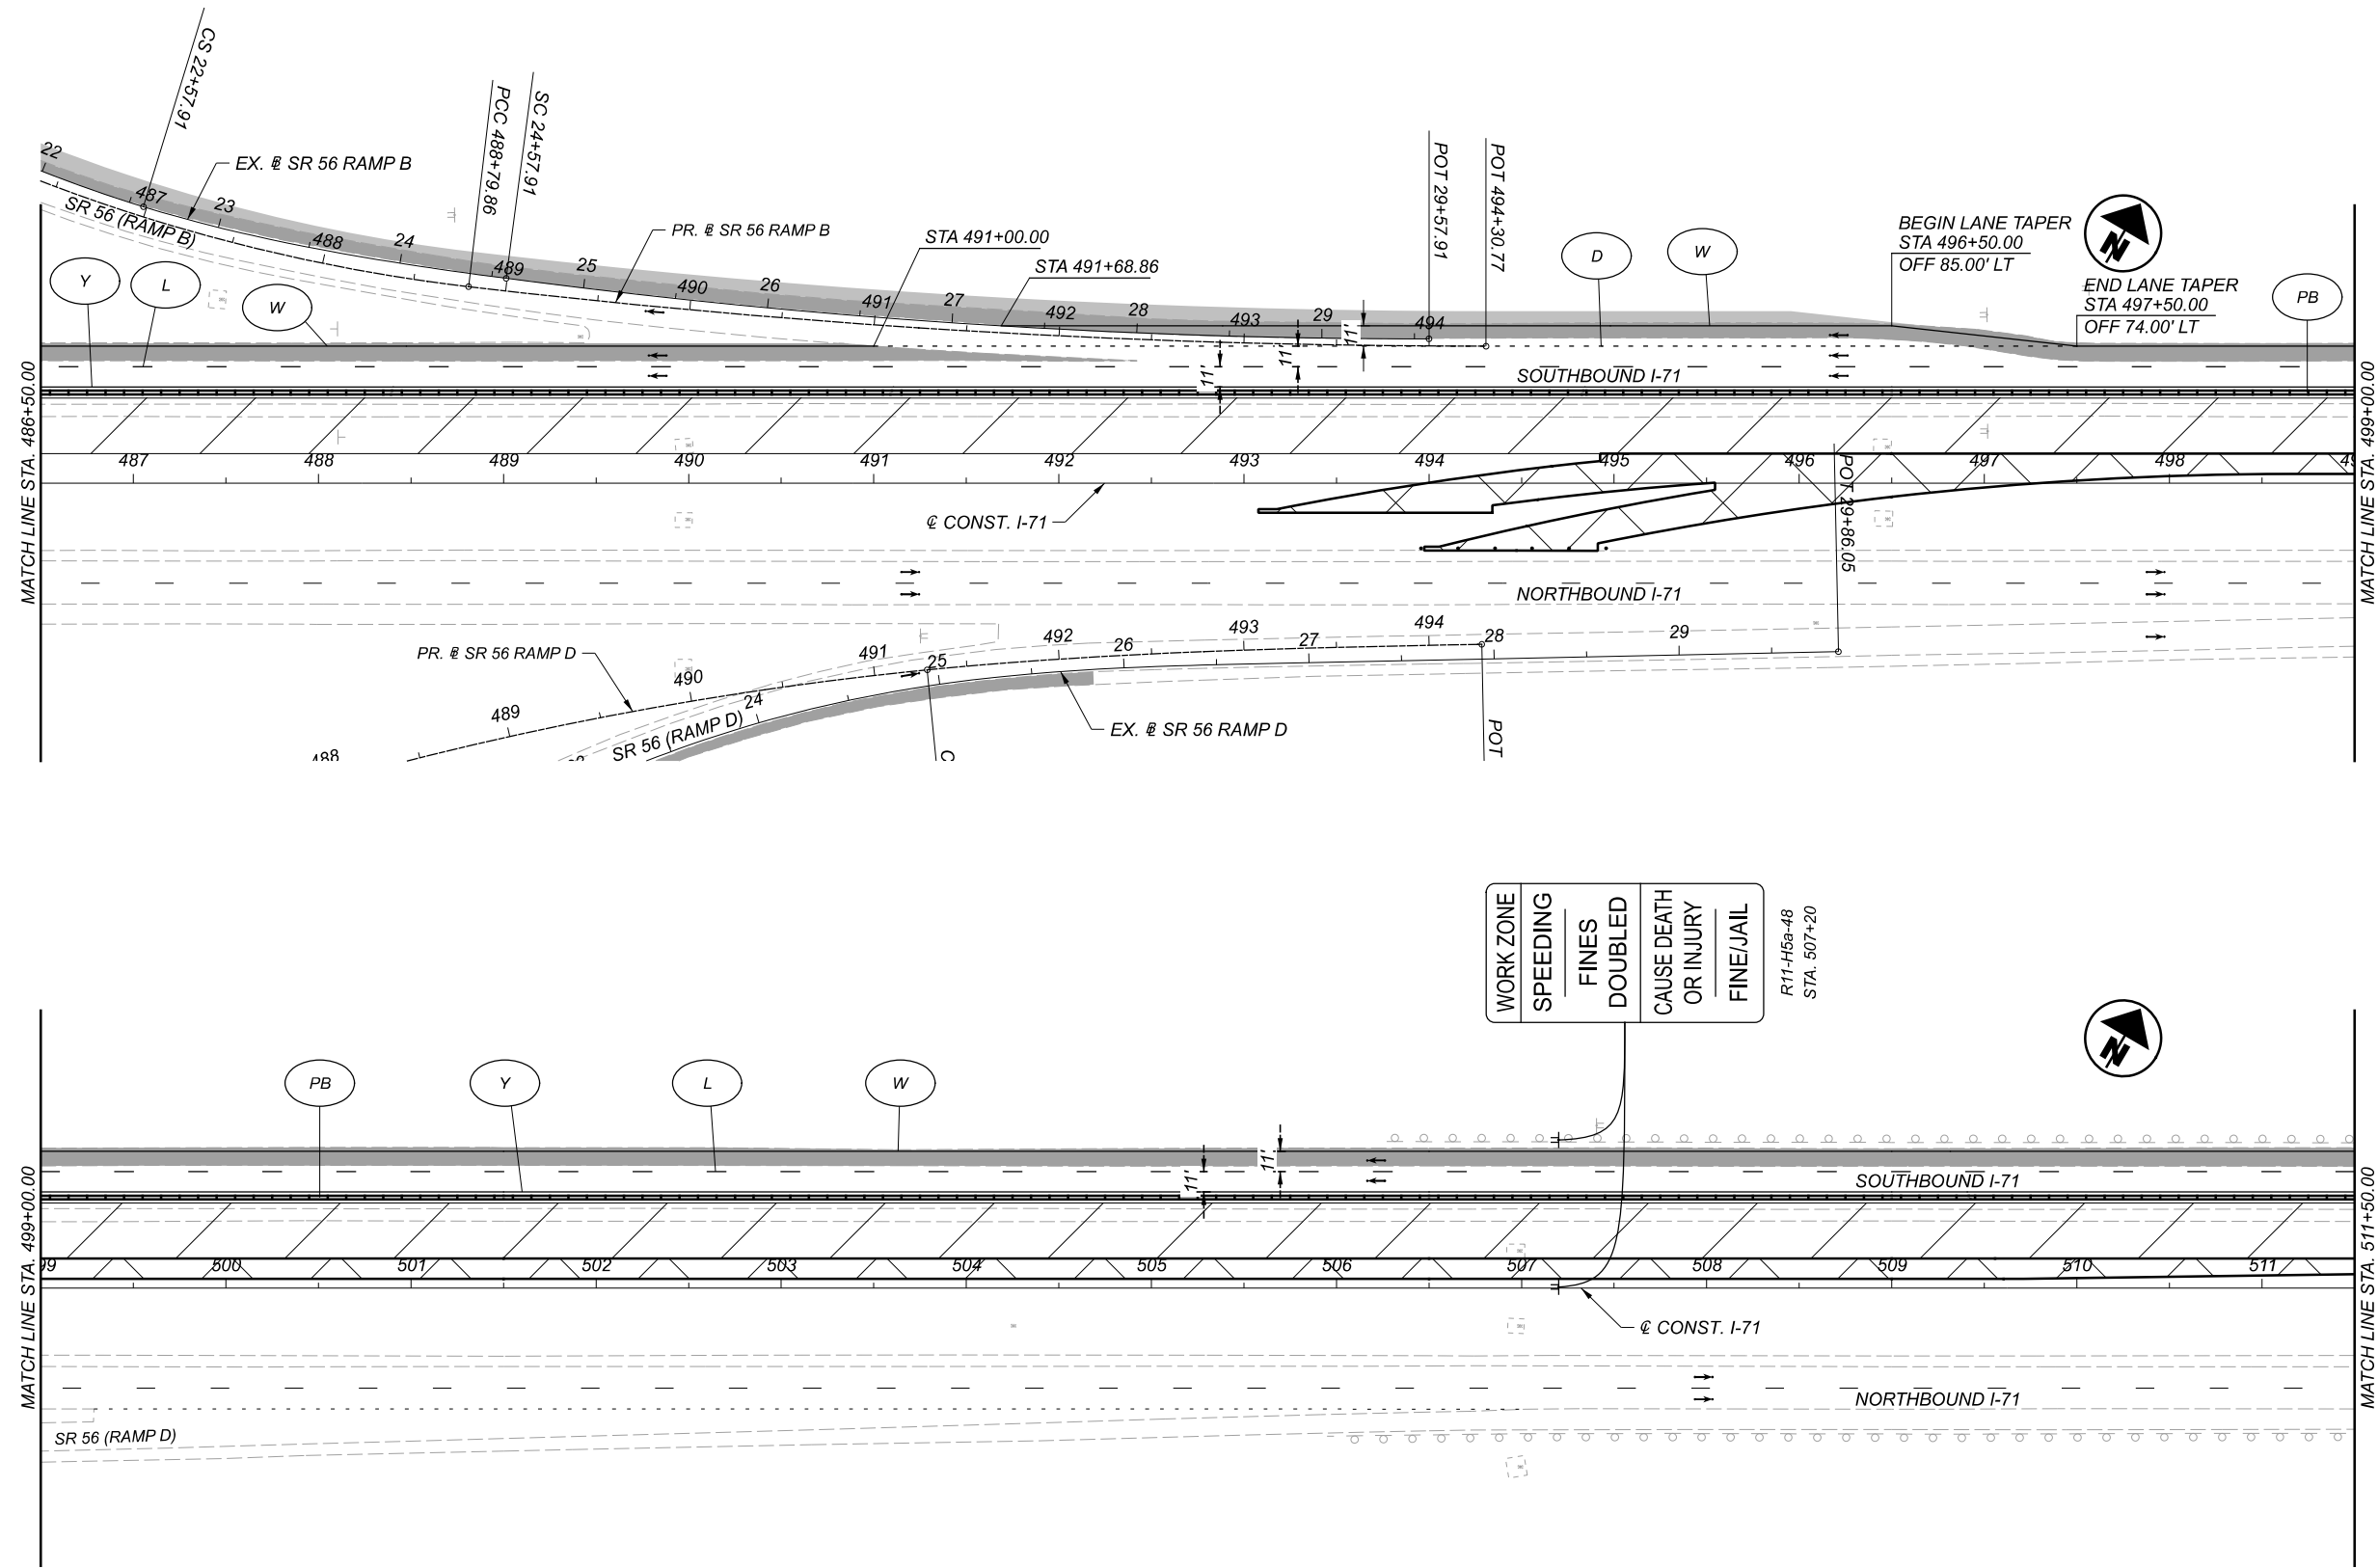 CS 22+57.91
PCC 488+79.86
SC 24+57.91
EX. ⅊ SR 56 RAMP B
PR. ⅊ SR 56 RAMP B
STA 491+00.00
STA 491+68.86
POT 29+57.91
POT 494+30.77
D
W
BEGIN LANE TAPER
STA 496+50.00
OFF 85.00' LT
N
END LANE TAPER
STA 497+50.00
OFF 74.00' LT
PB
22
487
23
488
24
489
25
490
26
491
27
492
28
493
29
494
SR 56 (RAMP B)
Y
L
W
11'
11'
11'
SOUTHBOUND I-71
MATCH LINE STA. 486+50.00
MATCH LINE STA. 499+00.00
487
488
489
490
491
492
493
494
495
496
497
498
POT 29+86.05
℄ CONST. I-71
NORTHBOUND I-71
PR. ⅊ SR 56 RAMP D
488
489
490
491
492
493
494
24
25
26
27
28
29
SR 56 (RAMP D)
EX. ⅊ SR 56 RAMP D
C
POT
WORK ZONE
SPEEDING
FINES
DOUBLED
CAUSE DEATH
OR INJURY
FINE/JAIL
R11-H5a-48
STA. 507+20
N
PB
Y
L
W
11'
11'
SOUTHBOUND I-71
MATCH LINE STA. 499+00.00
MATCH LINE STA. 511+50.00
99
500
501
502
503
504
505
506
507
508
509
510
511
℄ CONST. I-71
NORTHBOUND I-71
SR 56 (RAMP D)